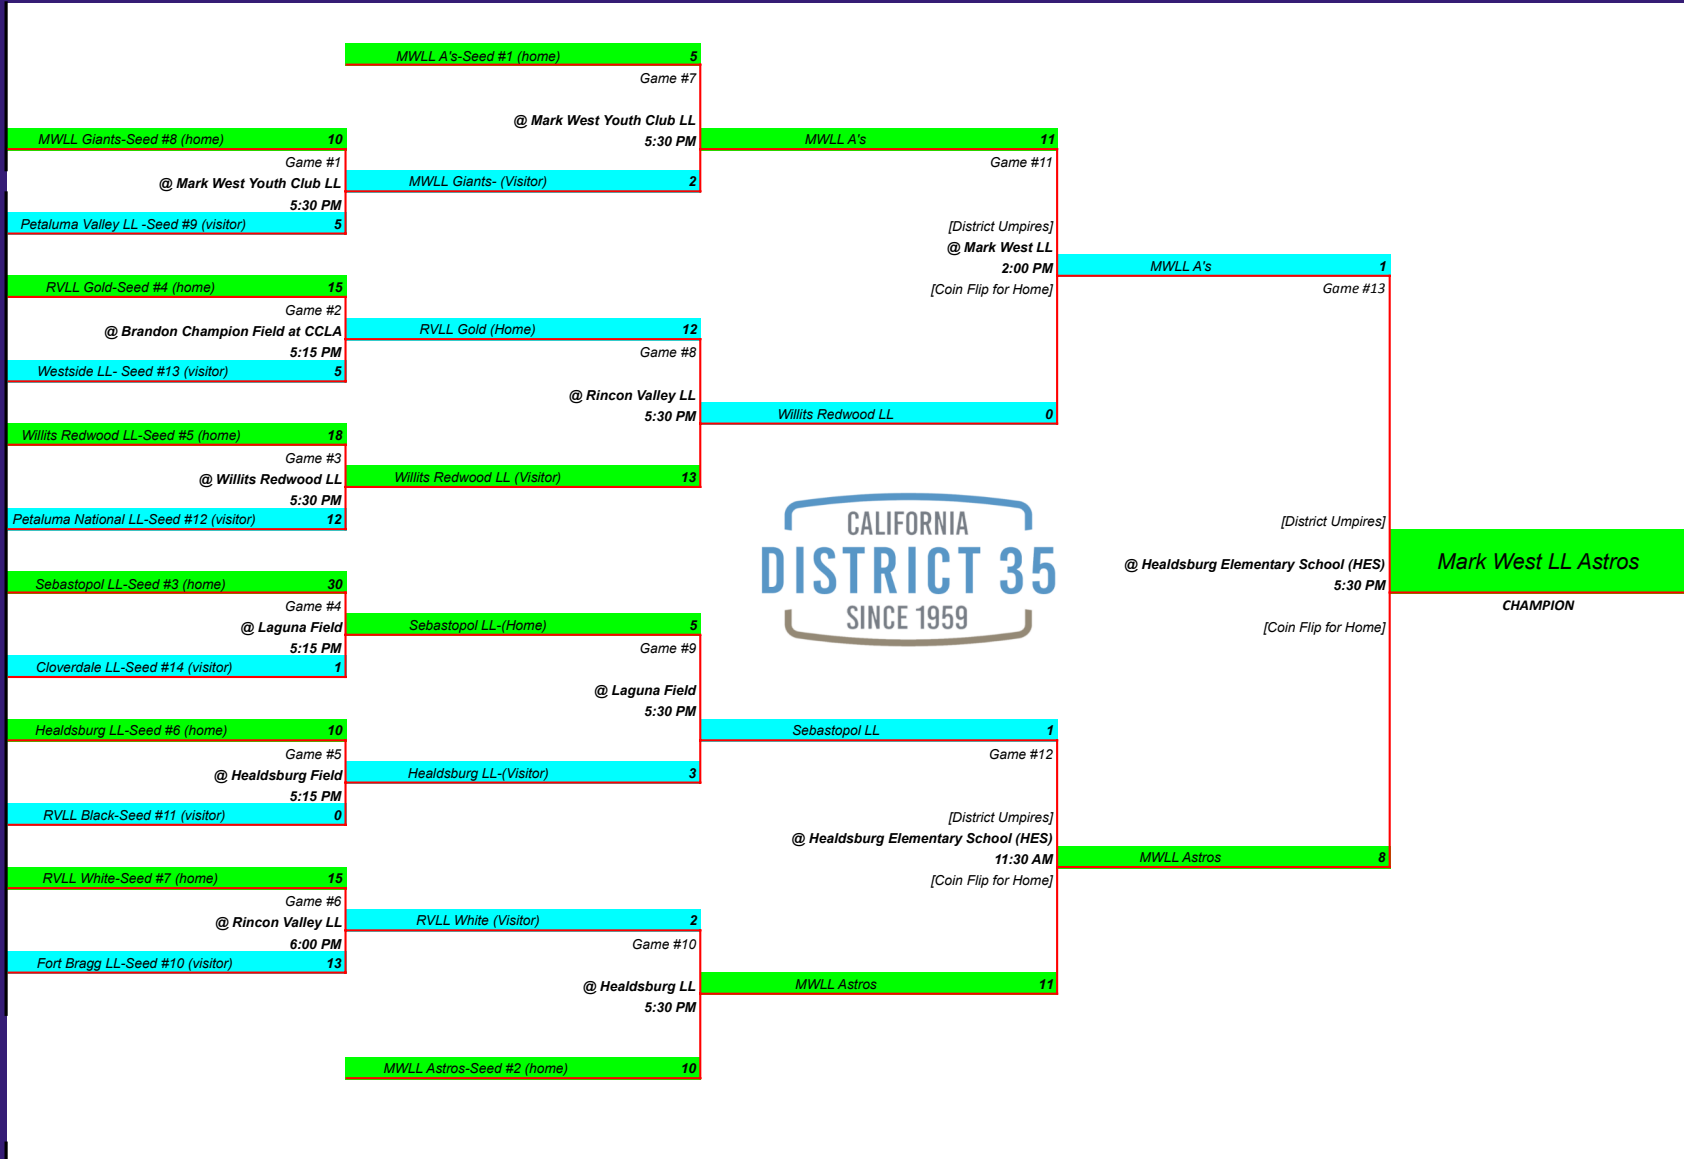 MWLL A's-Seed #1 (home) 5
Game #7
@ Mark West Youth Club LL
5:30 PM
MWLL Giants-Seed #8 (home) 10
Game #1
@ Mark West Youth Club LL
5:30 PM
Petaluma Valley LL -Seed #9 (visitor) 5
MWLL Giants- (Visitor) 2
MWLL A's 11
Game #11
[District Umpires]
@ Mark West LL
2:00 PM
[Coin Flip for Home]
RVLL Gold-Seed #4 (home) 15
Game #2
@ Brandon Champion Field at CCLA
5:15 PM
Westside LL- Seed #13 (visitor) 5
RVLL Gold (Home) 12
Game #8
@ Rincon Valley LL
5:30 PM
Willits Redwood LL 0
Willits Redwood LL-Seed #5 (home) 18
Game #3
@ Willits Redwood LL
5:30 PM
Petaluma National LL-Seed #12 (visitor) 12
Willits Redwood LL (Visitor) 13
MWLL A's 1
Game #13
[District Umpires]
@ Healdsburg Elementary School (HES)
5:30 PM
[Coin Flip for Home]
Mark West LL Astros
CHAMPION
CALIFORNIA
DISTRICT 35
SINCE 1959
Sebastopol LL-Seed #3 (home) 30
Game #4
@ Laguna Field
5:15 PM
Cloverdale LL-Seed #14 (visitor) 1
Sebastopol LL-(Home) 5
Game #9
@ Laguna Field
5:30 PM
Healdsburg LL-Seed #6 (home) 10
Game #5
@ Healdsburg Field
5:15 PM
RVLL Black-Seed #11 (visitor) 0
Healdsburg LL-(Visitor) 3
Sebastopol LL 1
Game #12
[District Umpires]
@ Healdsburg Elementary School (HES)
11:30 AM
[Coin Flip for Home]
MWLL Astros 8
RVLL White-Seed #7 (home) 15
Game #6
@ Rincon Valley LL
6:00 PM
Fort Bragg LL-Seed #10 (visitor) 13
RVLL White (Visitor) 2
Game #10
@ Healdsburg LL
5:30 PM
MWLL Astros 11
MWLL Astros-Seed #2 (home) 10